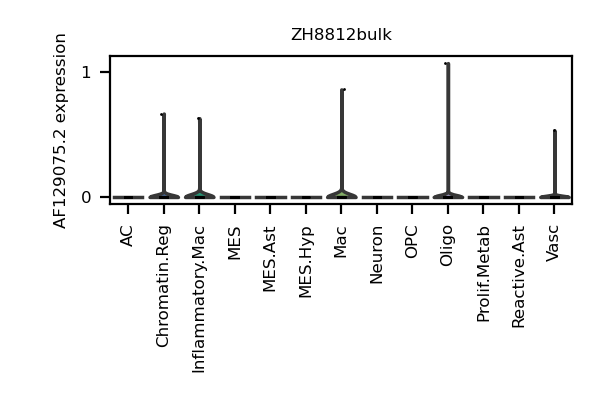 ZH8812bulk
AF129075.2 expression
1
0
AC
Chromatin.Reg
Inflammatory.Mac
MES
MES.Ast
MES.Hyp
Mac
Neuron
OPC
Oligo
Prolif.Metab
Reactive.Ast
Vasc